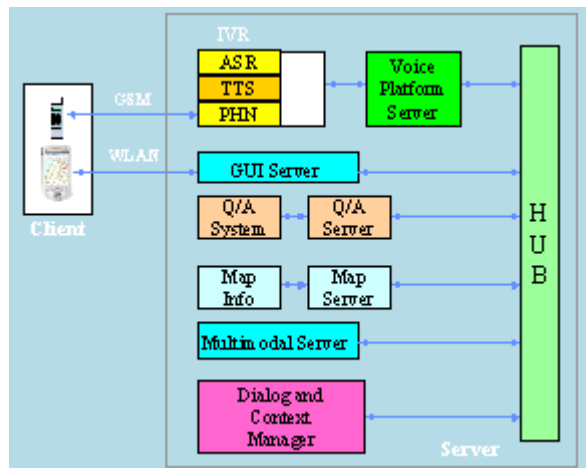 IVR
ASR
TTS
PHN
Voice
Platform
Server
GSM
WLAN
Client
GUI Server
Q/A
System
Q/A
Server
Map
Info
Map
Server
Multimodal Server
Dialog and
Context
Manager
H
U
B
Server